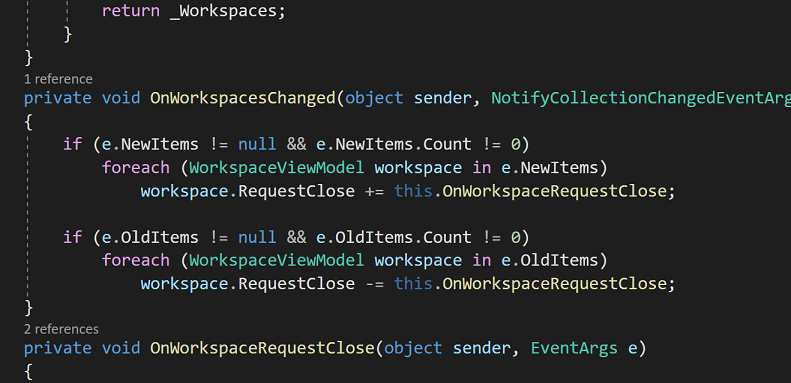 return _Workspaces;
}
}
1 reference
private void OnWorkspacesChanged(object sender, NotifyCollectionChangedEventArg
{
if (e.NewItems != null && e.NewItems.Count != 0)
foreach (WorkspaceViewModel workspace in e.NewItems)
workspace.RequestClose += this.OnWorkspaceRequestClose;
if (e.OldItems != null && e.OldItems.Count != 0)
foreach (WorkspaceViewModel workspace in e.OldItems)
workspace.RequestClose -= this.OnWorkspaceRequestClose;
}
2 references
private void OnWorkspaceRequestClose(object sender, EventArgs e)
{